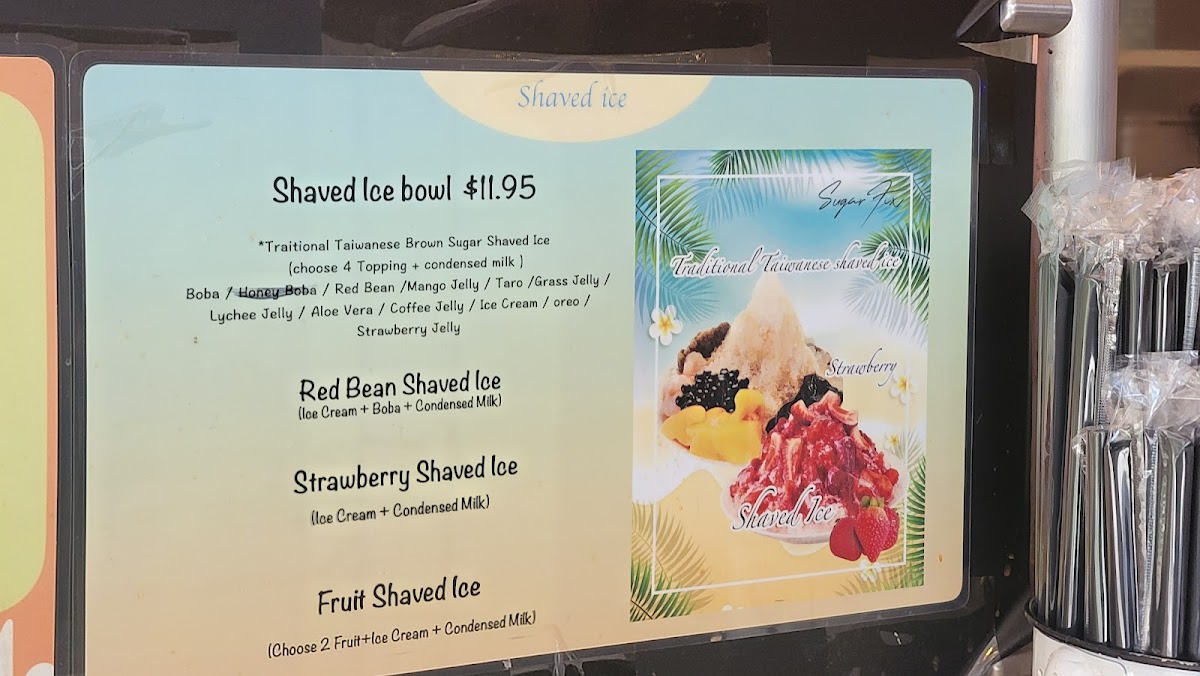 Shaved ice
Shaved Ice bowl $11.95
*Traitional Taiwanese Brown Sugar Shaved Ice
(choose 4 Topping + condensed milk )
Boba / Honey Boba / Red Bean /Mango Jelly / Taro /Grass Jelly /
Lychee Jelly / Aloe Vera / Coffee Jelly / Ice Cream / oreo /
Strawberry Jelly
Red Bean Shaved Ice
(Ice Cream + Boba + Condensed Milk)
Strawberry Shaved Ice
(Ice Cream + Condensed Milk)
Fruit Shaved Ice
(Choose 2 Fruit+Ice Cream + Condensed Milk)
Sugar Fix
Traditional Taiwanese shaved ice
Strawberry
Shaved Ice